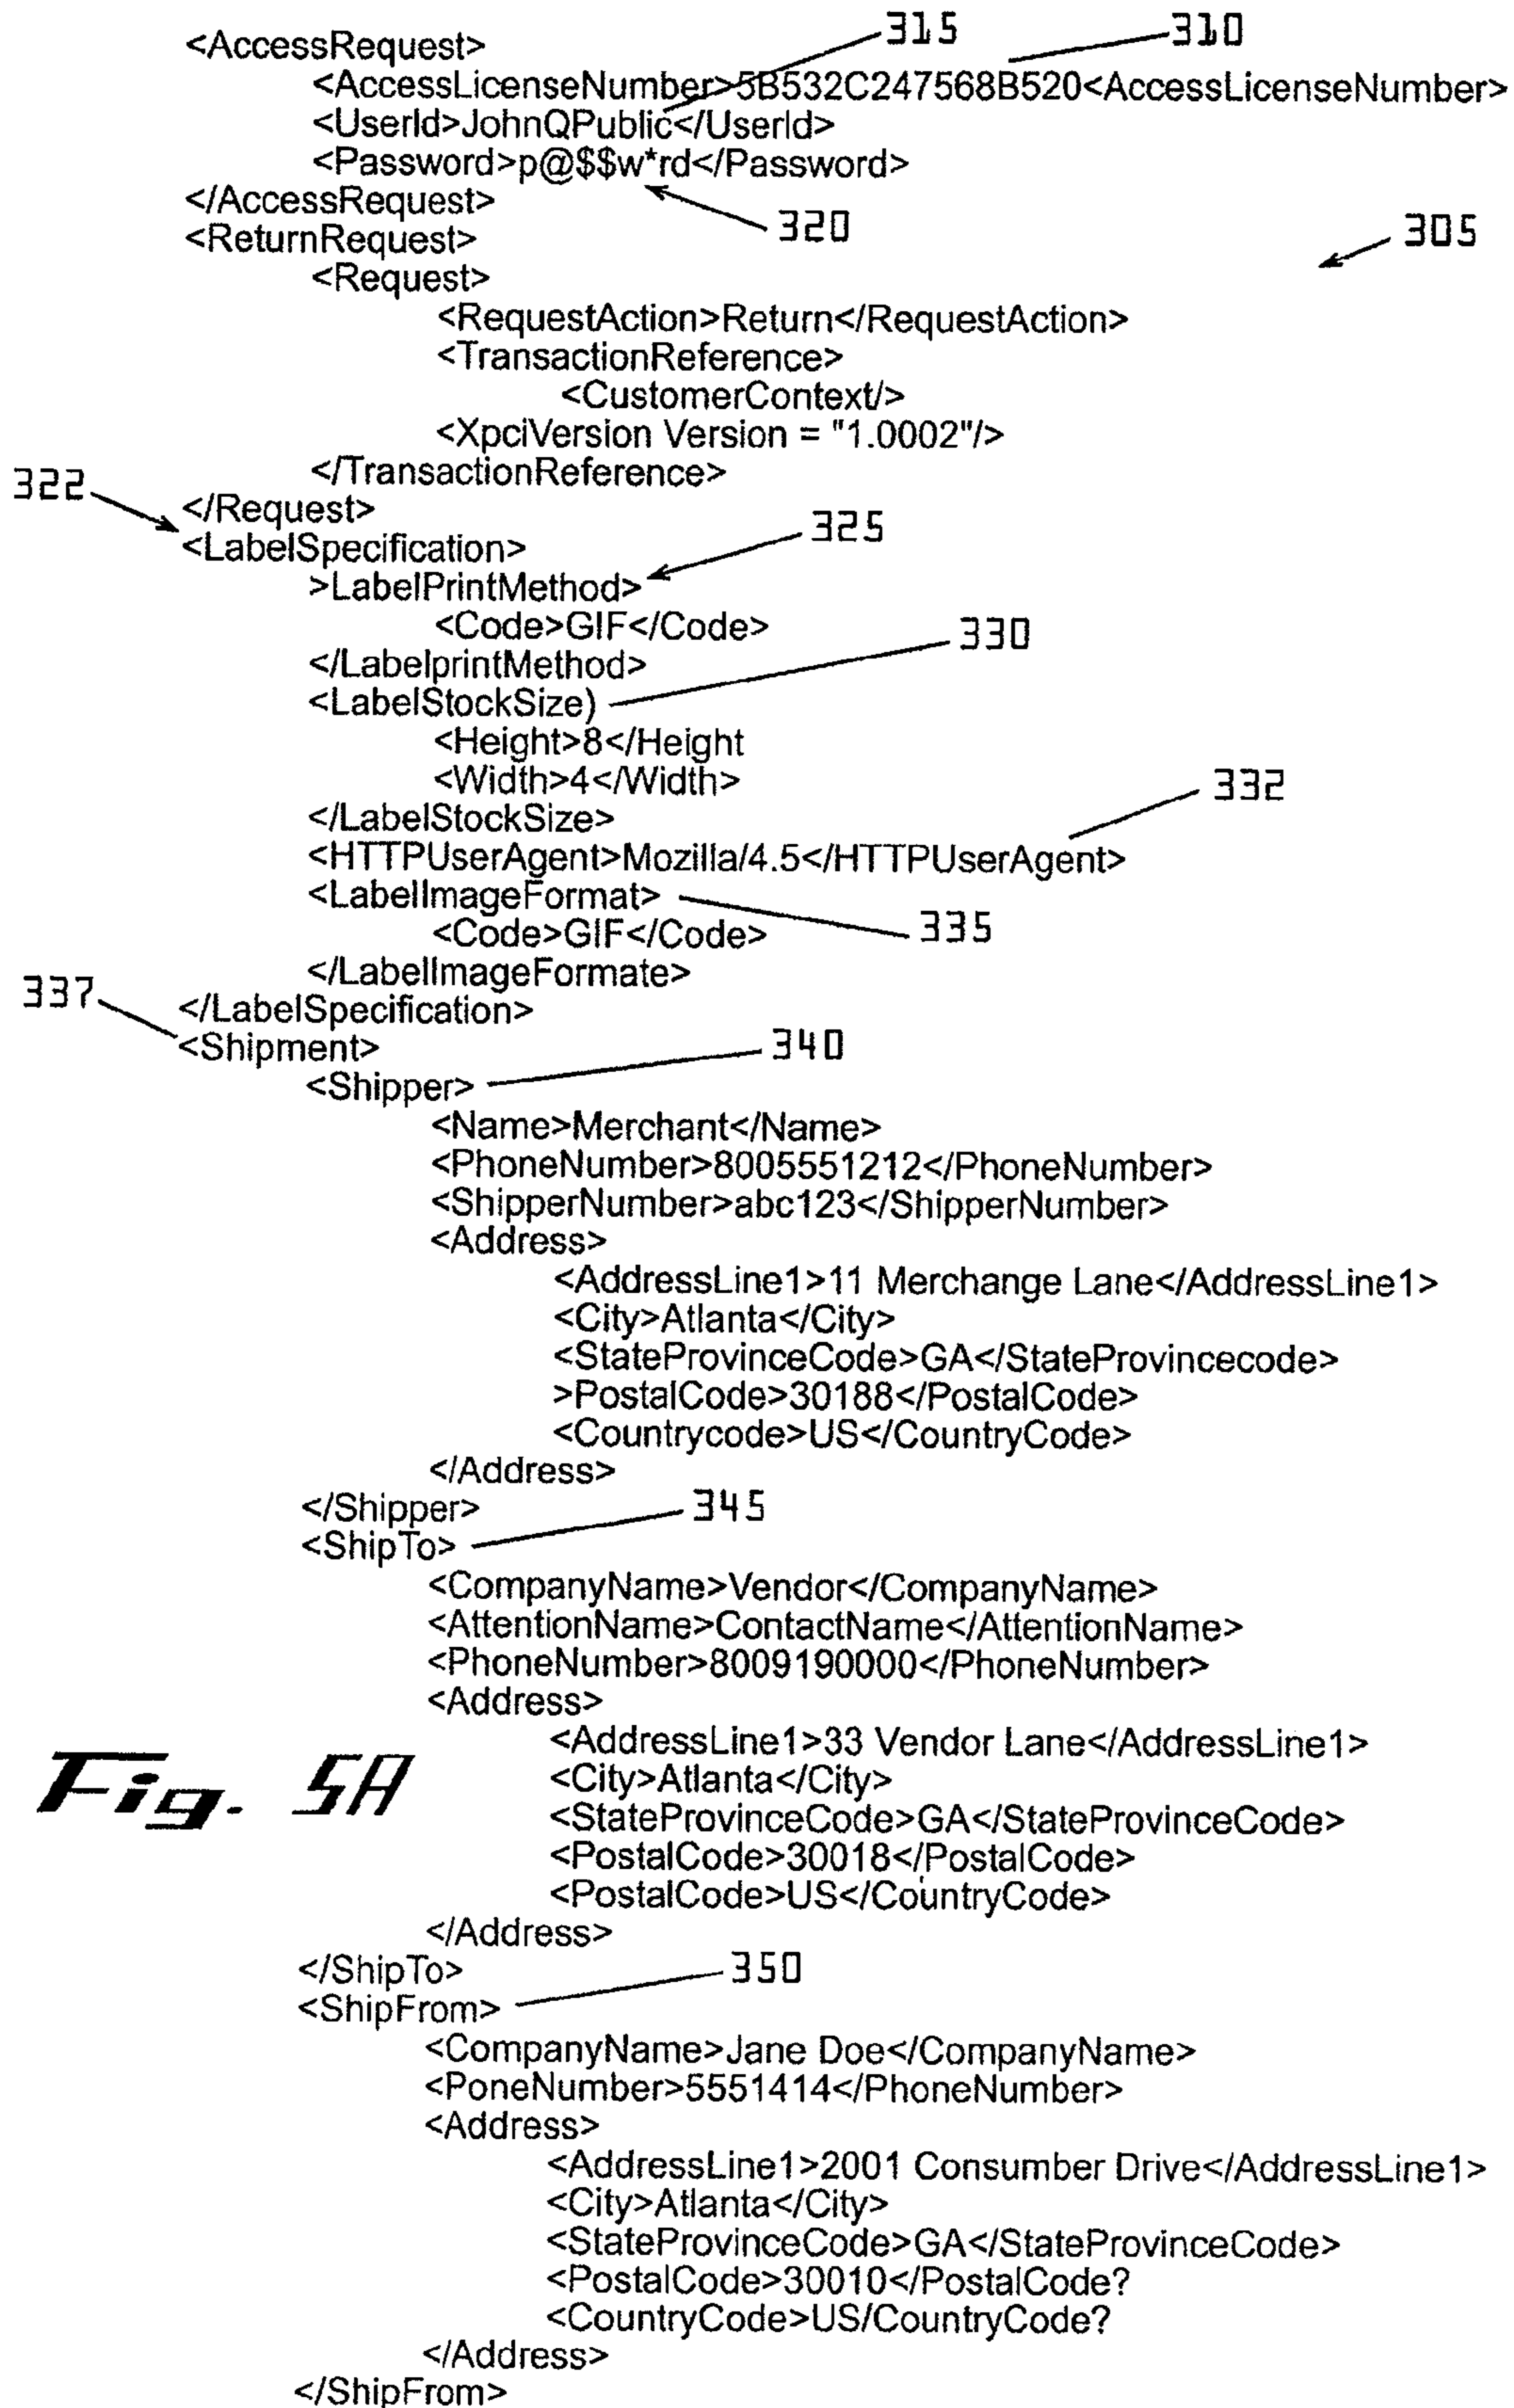 315 310
<AccessRequest>
<AccessLicenseNumber>5B532C247568B520<AccessLicenseNumber>
<UserId>JohnQPublic</UserId>
<Password>p@$$w*rd</Password>
</AccessRequest>
320
<ReturnRequest>
305
<Request>
<RequestAction>Return</RequestAction>
<TransactionReference>
<CustomerContext/>
<XpciVersion Version = "1.0002"/>
</TransactionReference>
322
</Request>
325
<LabelSpecification>
>LabelPrintMethod>
<Code>GIF</Code>
330
</LabelprintMethod>
<LabelStockSize)
<Height>8</Height
<Width>4</Width>
332
</LabelStockSize>
<HTTPUserAgent>Mozilla/4.5</HTTPUserAgent>
<LabelImageFormat>
335
<Code>GIF</Code>
</LabelImageFormate>
337
</LabelSpecification>
<Shipment>
340
<Shipper>
<Name>Merchant</Name>
<PhoneNumber>8005551212</PhoneNumber>
<ShipperNumber>abc123</ShipperNumber>
<Address>
<AddressLine1>11 Merchange Lane</AddressLine1>
<City>Atlanta</City>
<StateProvinceCode>GA</StateProvincecode>
>PostalCode>30188</PostalCode>
<Countrycode>US</CountryCode>
</Address>
</Shipper>
345
<ShipTo>
<CompanyName>Vendor</CompanyName>
<AttentionName>ContactName</AttentionName>
<PhoneNumber>8009190000</PhoneNumber>
<Address>
<AddressLine1>33 Vendor Lane</AddressLine1>
<City>Atlanta</City>
<StateProvinceCode>GA</StateProvinceCode>
<PostalCode>30018</PostalCode>
<PostalCode>US</CountryCode>
</Address>
Fig. 5A
</ShipTo>
350
<ShipFrom>
<CompanyName>Jane Doe</CompanyName>
<PoneNumber>5551414</PhoneNumber>
<Address>
<AddressLine1>2001 Consumber Drive</AddressLine1>
<City>Atlanta</City>
<StateProvinceCode>GA</StateProvinceCode>
<PostalCode>30010</PostalCode?
<CountryCode>US/CountryCode?
</Address>
</ShipFrom>